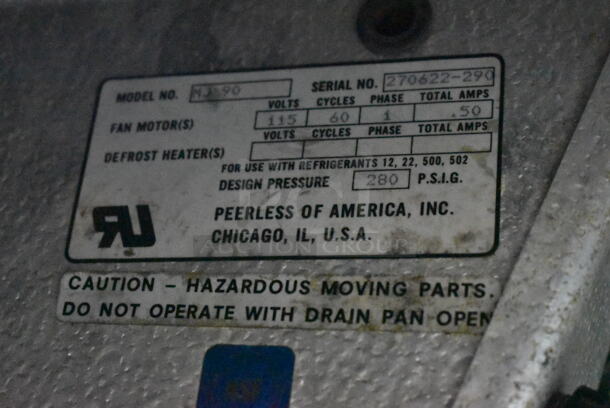 MODEL NO. SERIAL NO. 270622-290
VOLTS CYCLES PHASE TOTAL AMPS
FAN MOTOR(S) 115 60 1 .50
VOLTS CYCLES PHASE TOTAL AMPS
DEFROST HEATER(S)
FOR USE WITH REFRIGERANTS 12, 22, 500, 502
DESIGN PRESSURE 280 P.S.I.G.
PEERLESS OF AMERICA, INC.
CHICAGO, IL, U.S.A.
AUCTION GROUP
CAUTION - HAZARDOUS MOVING PARTS.
DO NOT OPERATE WITH DRAIN PAN OPEN